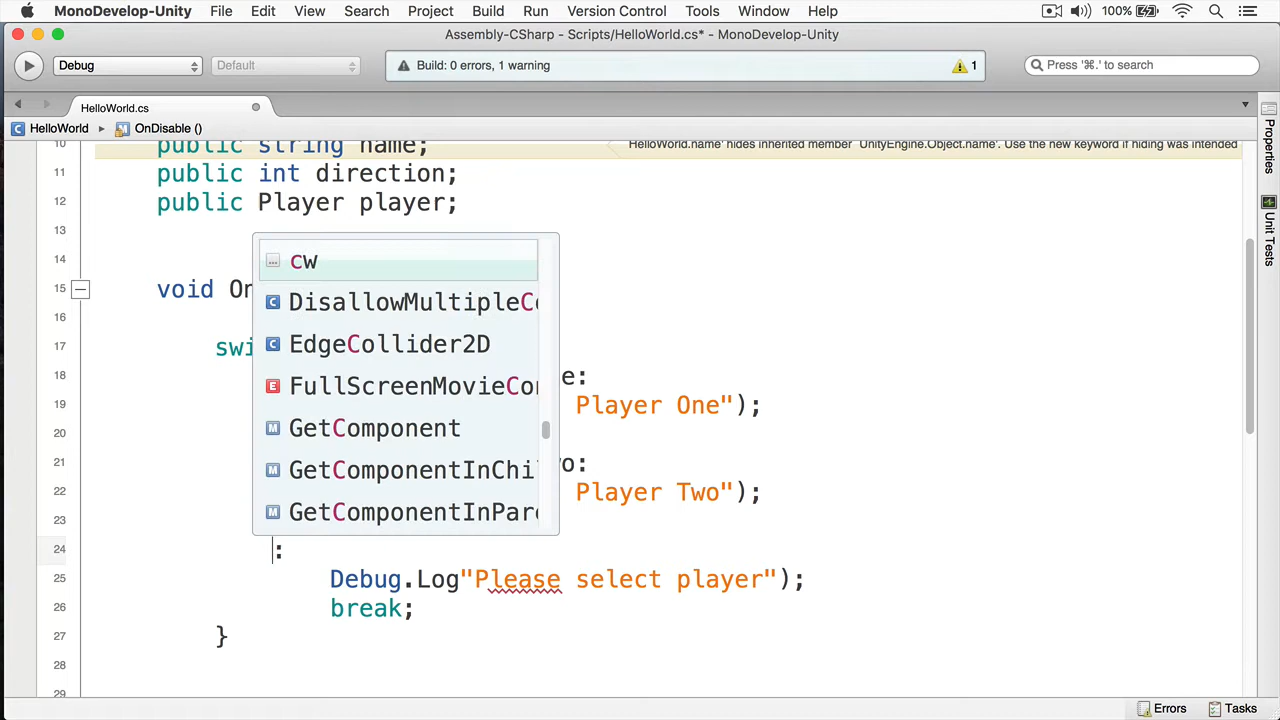 MonoDevelop-Unity File Edit View Search Project Build Run Version Control Tools Window Help 100%
Assembly-CSharp - Scripts/HelloWorld.cs* - MonoDevelop-Unity
Debug Default Build: 0 errors, 1 warning 1 Press '⌘.' to search
HelloWorld.cs
HelloWorld ▸ OnDisable ()
10 public string name; HelloWorld.name' hides inherited member `UnityEngine.Object.name'. Use the new keyword if hiding was intended
11 public int direction;
12 public Player player;
13
14
15 void On
16
17 swi
18 e:
19 Player One");
20
21 wo:
22 Player Two");
23
24 :
25 Debug.Log"Please select player");
26 break;
27 }
28
29
cw
DisallowMultipleCo
EdgeCollider2D
FullScreenMovieCon
GetComponent
GetComponentInChil
GetComponentInPare
Properties
Unit Tests
Errors Tasks